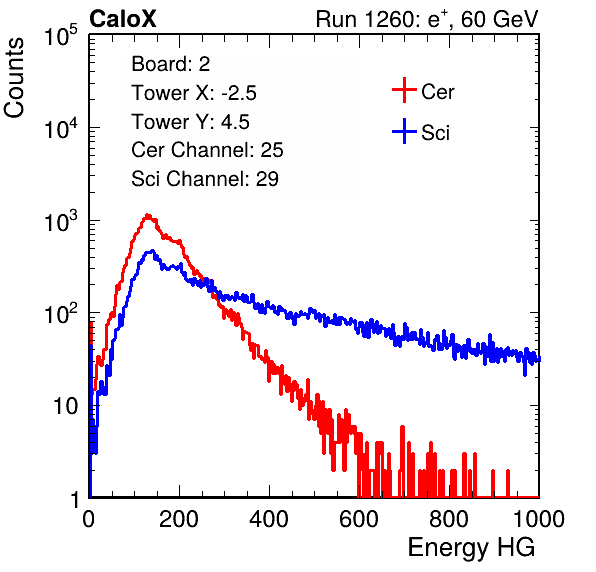 CaloX Run 1260: e⁺, 60 GeV
Counts
Board: 2
Tower X: -2.5
Tower Y: 4.5
Cer Channel: 25
Sci Channel: 29
Cer
Sci
10⁵
10⁴
10³
10²
10
1
0 200 400 600 800 1000
Energy HG